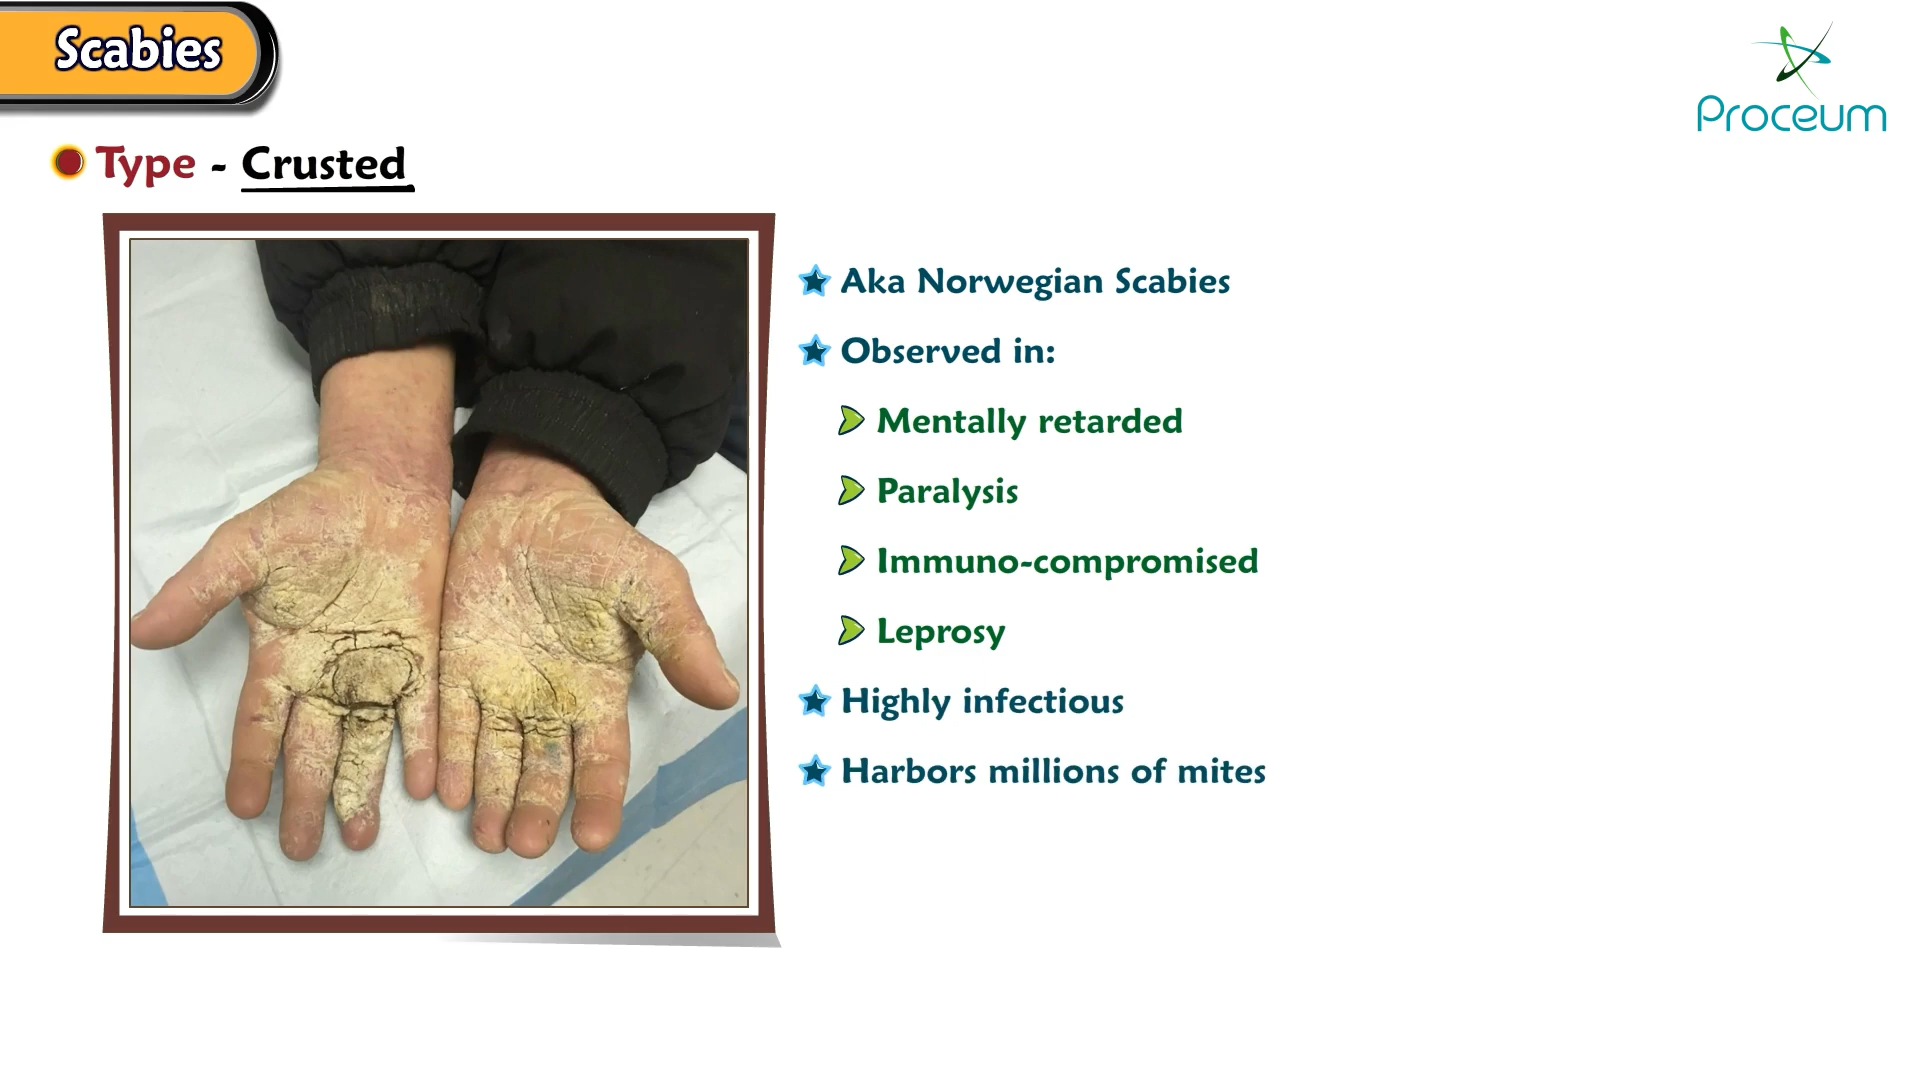 Scabies
Proceum
Type - Crusted
Aka Norwegian Scabies
Observed in:
Mentally retarded
Paralysis
Immuno-compromised
Leprosy
Highly infectious
Harbors millions of mites